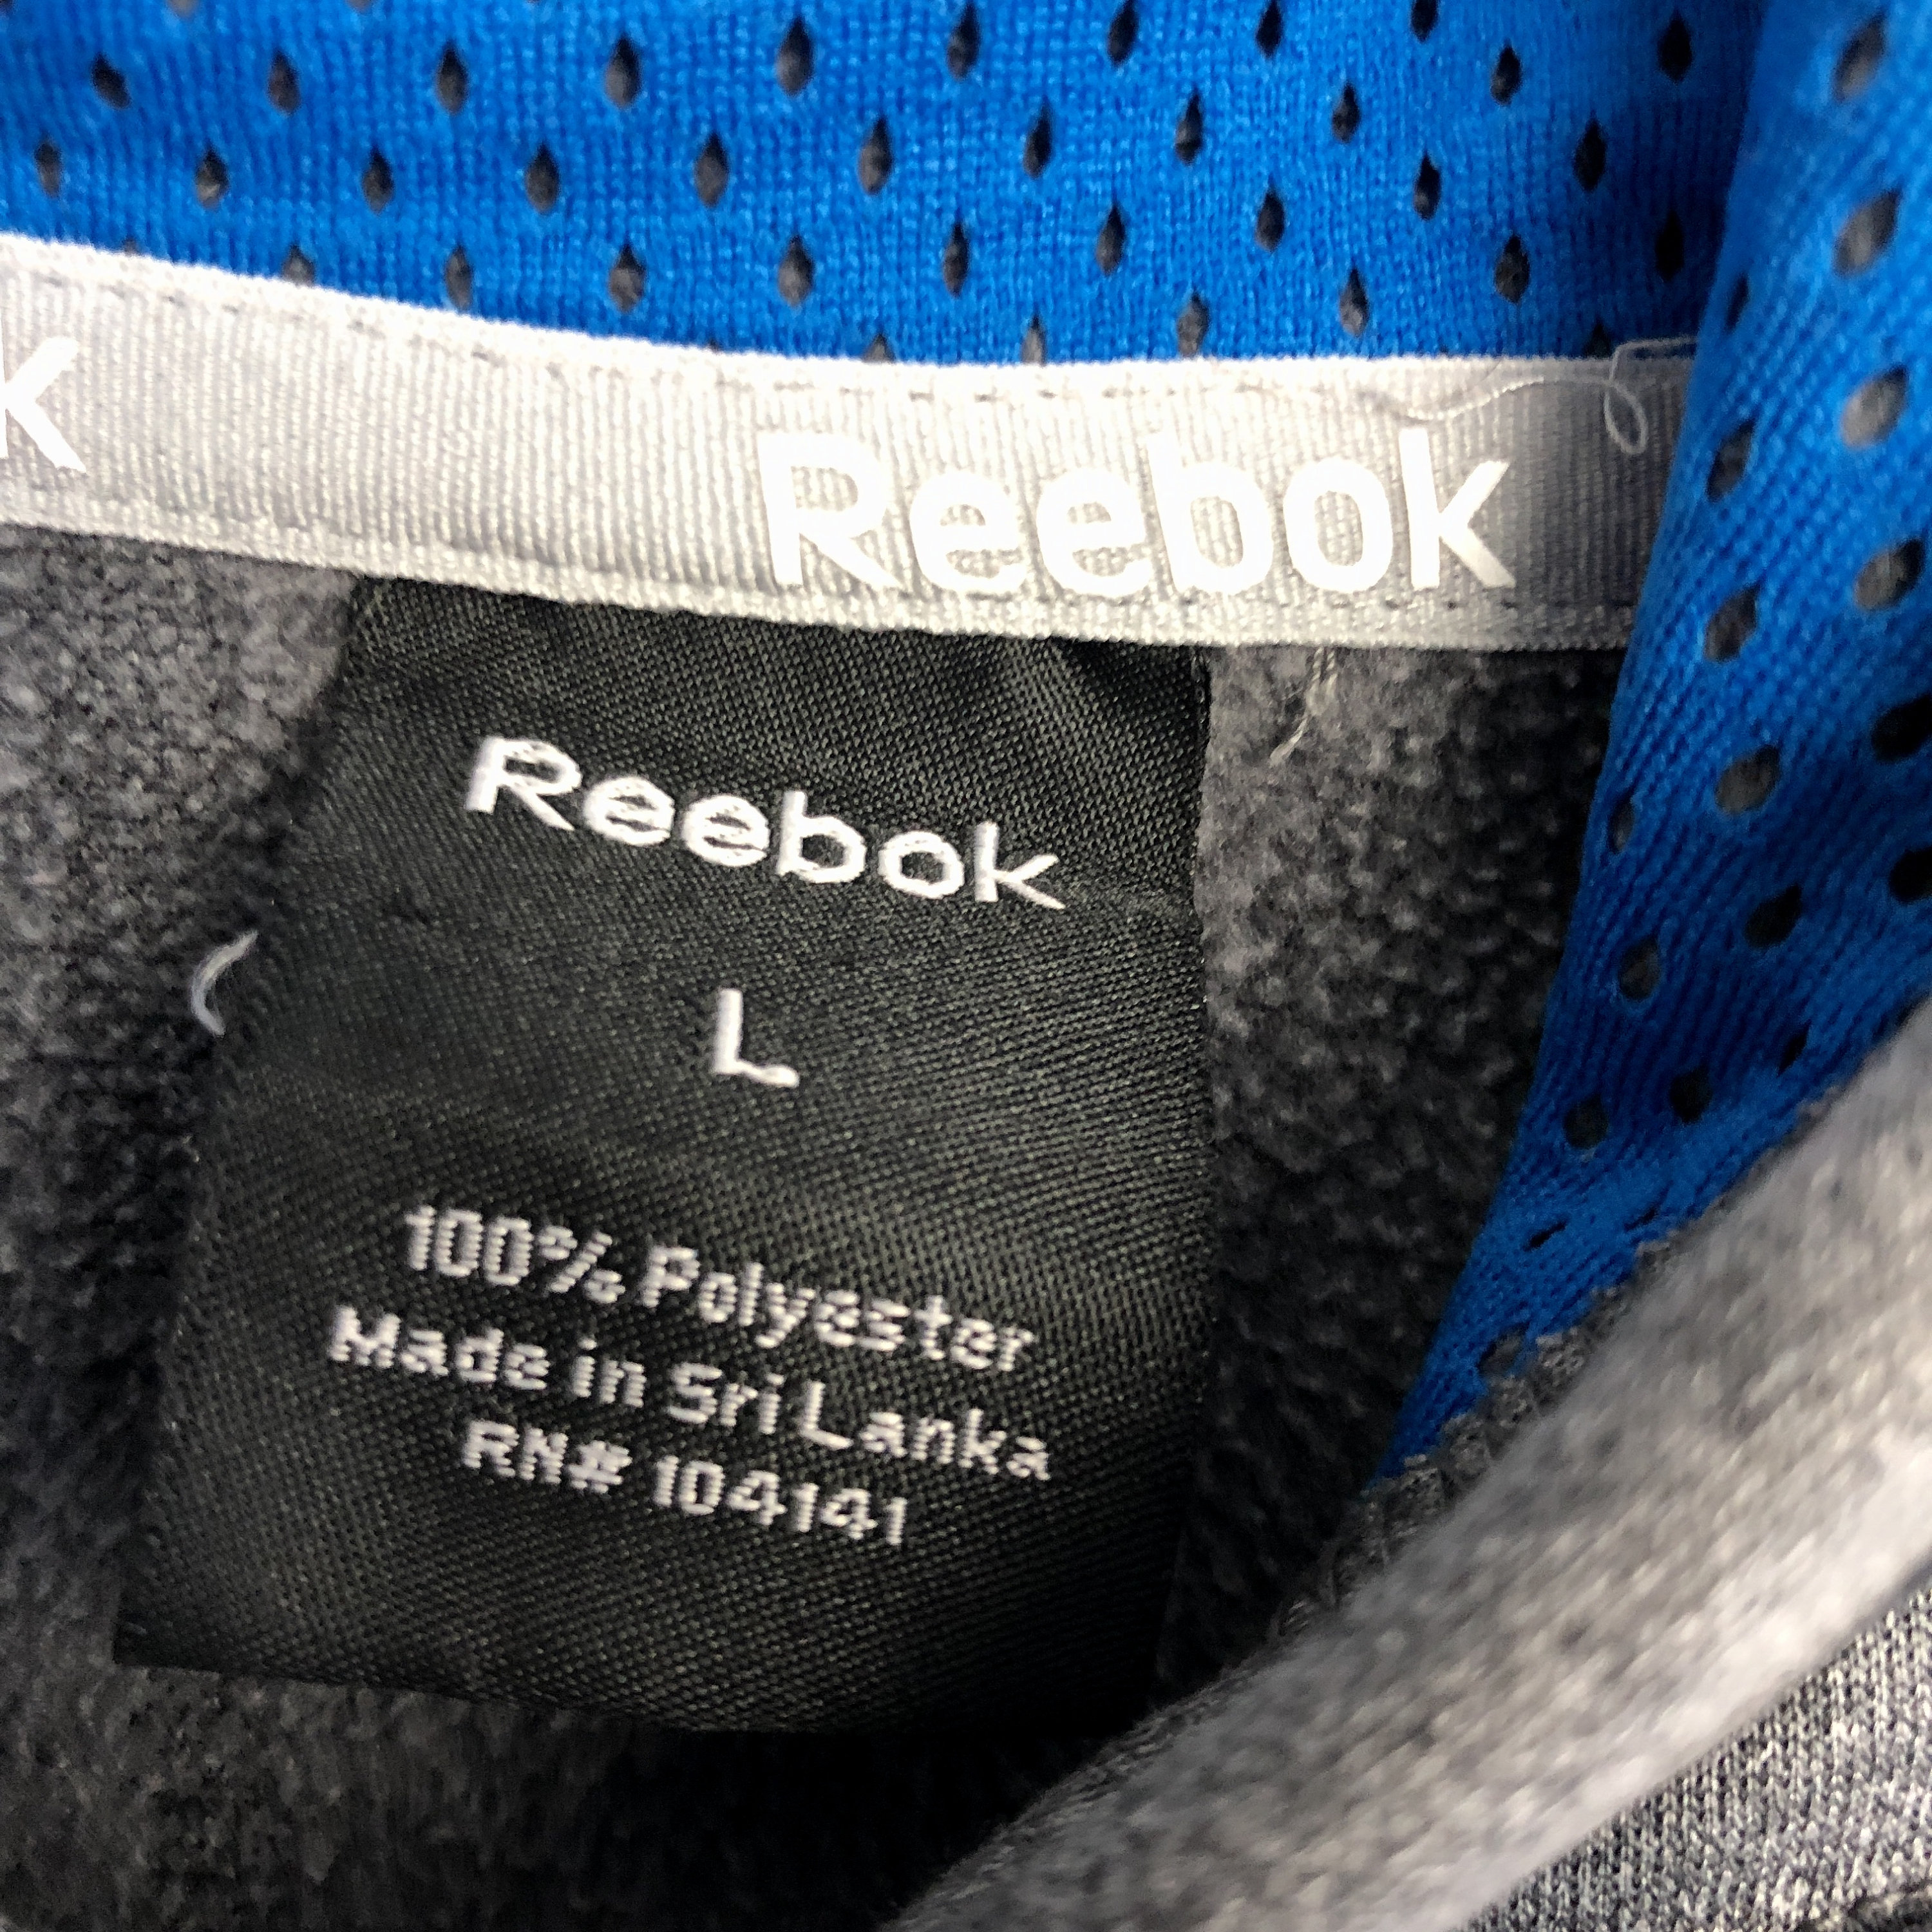 k Reebok
Reebok
L
100% Polyester
Made in Sri Lanka
RN# 104141